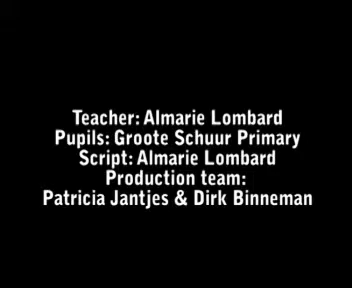 Teacher: Almarie Lombard
Pupils: Groote Schuur Primary
Script: Almarie Lombard
Production team:
Patricia Jantjes & Dirk Binneman